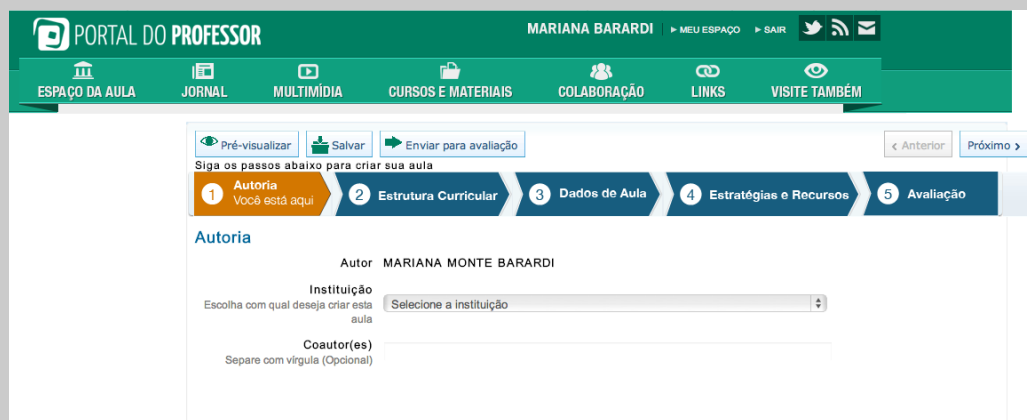 PORTAL DO PROFESSOR
MARIANA BARARDI MEU ESPAÇO SAIR
ESPAÇO DA AULA JORNAL MULTIMÍDIA CURSOS E MATERIAIS COLABORAÇÃO LINKS VISITE TAMBÉM
Pré-visualizar Salvar Enviar para avaliação ‹ Anterior Próximo ›
Siga os passos abaixo para criar sua aula
1 Autoria
Você está aqui
2 Estrutura Curricular
3 Dados de Aula
4 Estratégias e Recursos
5 Avaliação
Autoria
Autor MARIANA MONTE BARARDI
Instituição
Escolha com qual deseja criar esta
aula
Selecione a instituição
Coautor(es)
Separe com vírgula (Opcional)